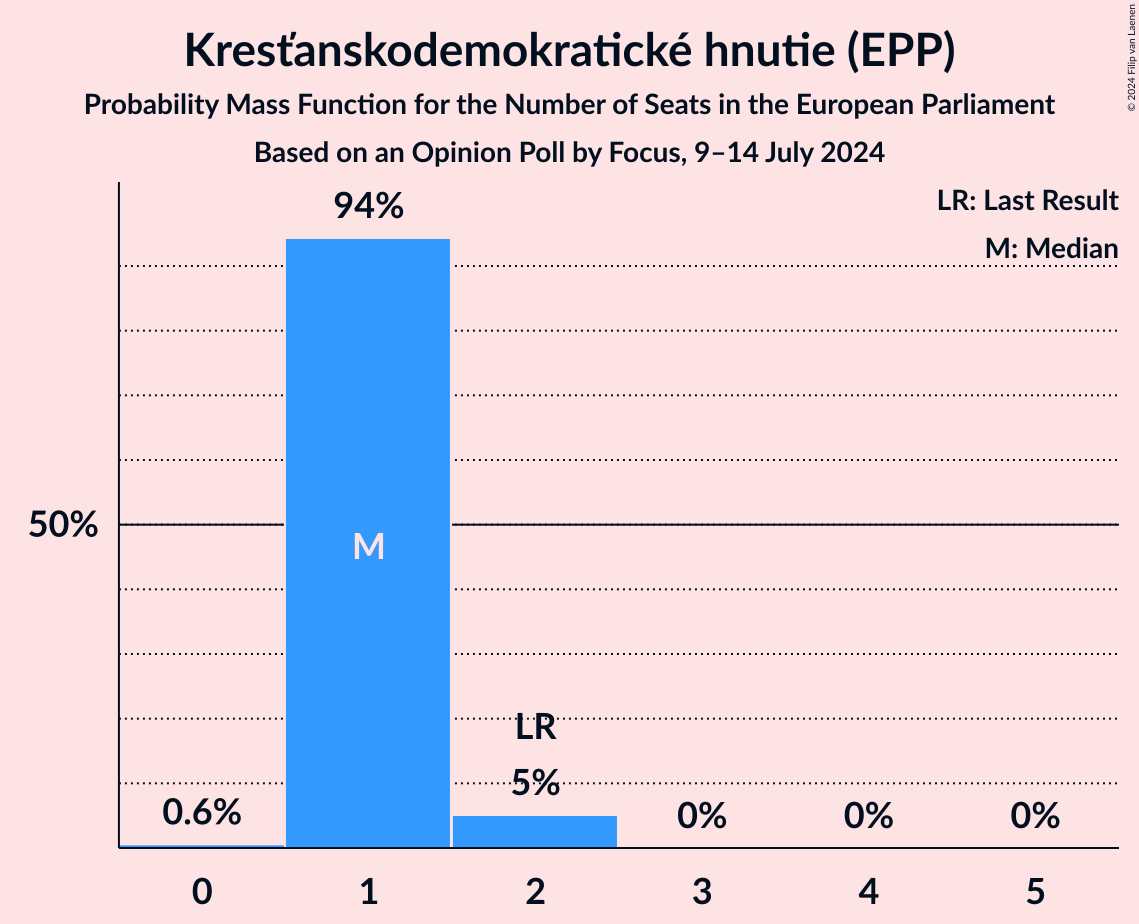 Kresťanskodemokratické hnutie (EPP)
Probability Mass Function for the Number of Seats in the European Parliament
Based on an Opinion Poll by Focus, 9–14 July 2024
© 2024 Filip van Laenen
LR: Last Result
M: Median
94%
50%
M
LR
5%
0.6%
0%
0%
0%
0
1
2
3
4
5